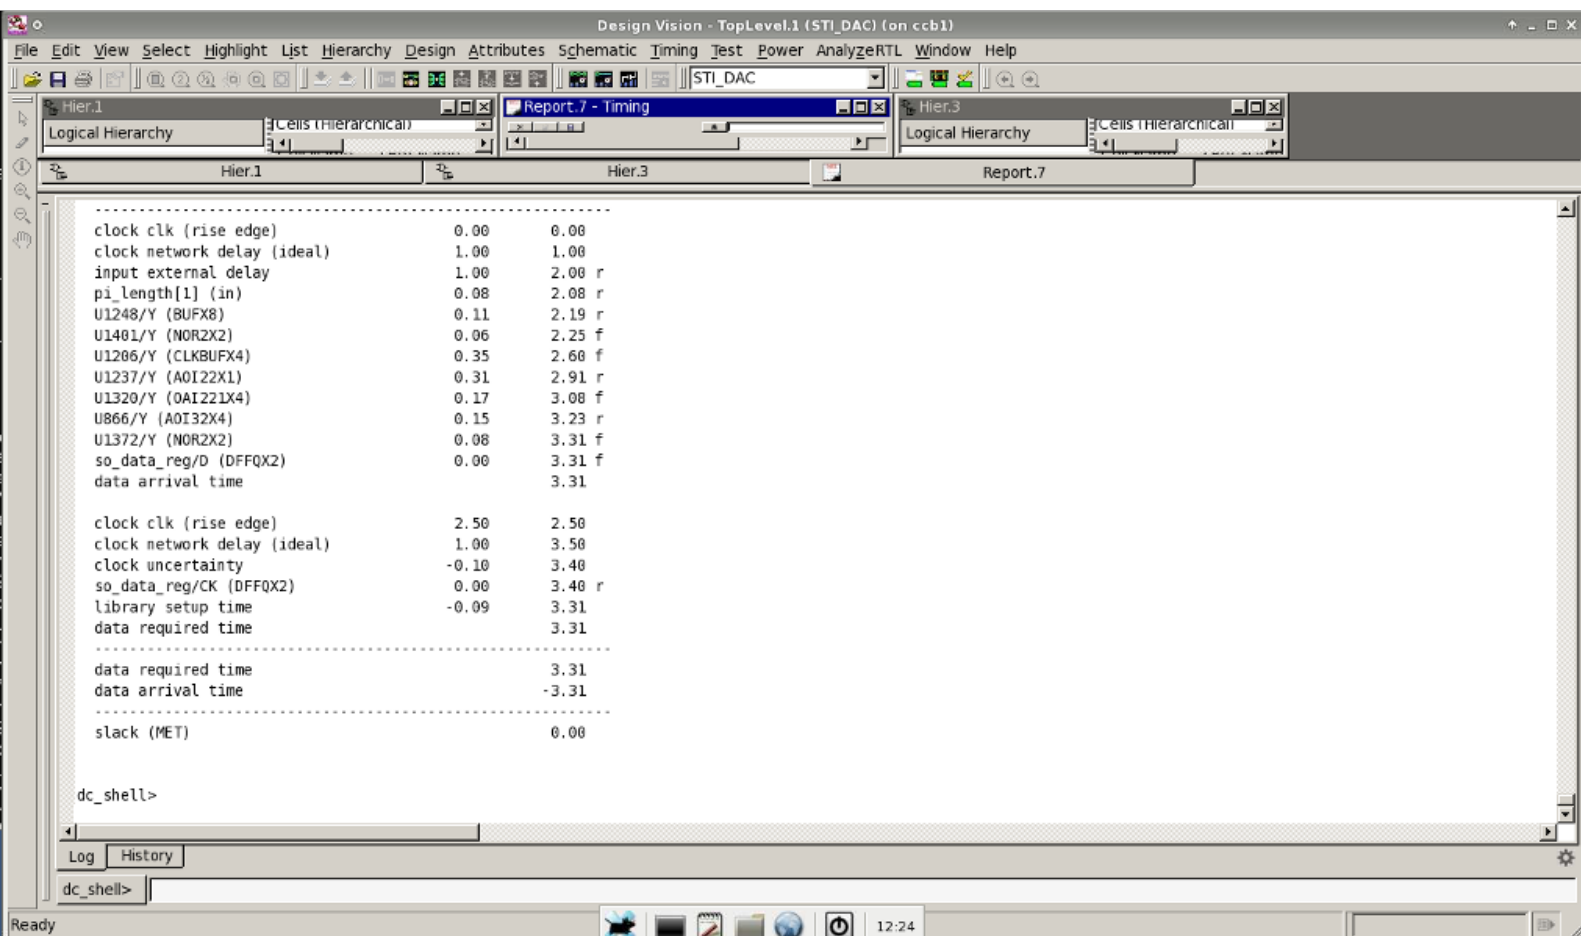 Design Vision - TopLevel.1 (STI_DAC) (on ccb1)
File Edit View Select Highlight List Hierarchy Design Attributes Schematic Timing Test Power AnalyzeRTL Window Help
STI_DAC
Hier.1 Report.7 - Timing Hier.3
Logical Hierarchy Cells (Hierarchical) Logical Hierarchy Cells (Hierarchical)
Hier.1 Hier.3 Report.7
-----------------------------------------------------------
clock clk (rise edge) 0.00 0.00
clock network delay (ideal) 1.00 1.00
input external delay 1.00 2.00 r
pi_length[1] (in) 0.08 2.08 r
U1248/Y (BUFX8) 0.11 2.19 r
U1401/Y (NOR2X2) 0.06 2.25 f
U1206/Y (CLKBUFX4) 0.35 2.60 f
U1237/Y (AOI22X1) 0.31 2.91 r
U1320/Y (OAI221X4) 0.17 3.08 f
U866/Y (AOI32X4) 0.15 3.23 r
U1372/Y (NOR2X2) 0.08 3.31 f
so_data_reg/D (DFFQX2) 0.00 3.31 f
data arrival time 3.31
clock clk (rise edge) 2.50 2.50
clock network delay (ideal) 1.00 3.50
clock uncertainty -0.10 3.40
so_data_reg/CK (DFFQX2) 0.00 3.40 r
library setup time -0.09 3.31
data required time 3.31
-----------------------------------------------------------
data required time 3.31
data arrival time -3.31
-----------------------------------------------------------
slack (MET) 0.00
dc_shell>
Log History
dc_shell>
Ready 12:24